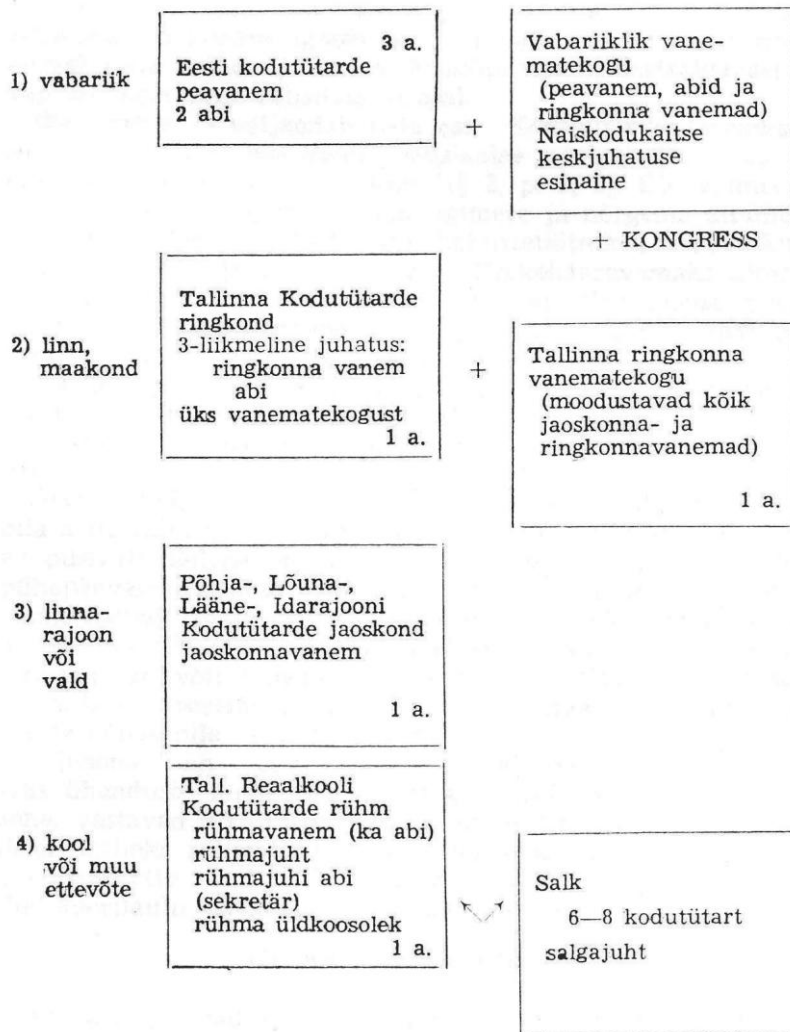 1) vabariik
3 a.
Eesti kodutütarde
peavanem
2 abi
+
Vabariiklik vane-
matekogu
(peavanem, abid ja
ringkonna vanemad)
Naiskodukaitse
keskjuhatuse
esinaine
+ KONGRESS
2) linn,
maakond
Tallinna Kodutütarde
ringkond
3-liikmeline juhatus:
ringkonna vanem
abi
üks vanematekogust
1 a.
+
Tallinna ringkonna
vanematekogu
(moodustavad kõik
jaoskonna- ja
ringkonnavanemad)
1 a.
3) linna-
rajoon
või
vald
Põhja-, Lõuna-,
Lääne-, Idarajooni
Kodutütarde jaoskond
jaoskonnavanem
1 a.
4) kool
või muu
ettevõte
Tall. Reaalkooli
Kodutütarde rühm
rühmavanem (ka abi)
rühmajuht
rühmajuhi abi
(sekretär)
rühma üldkoosolek
1 a.
Salk
6—8 kodutütart
salgajuht